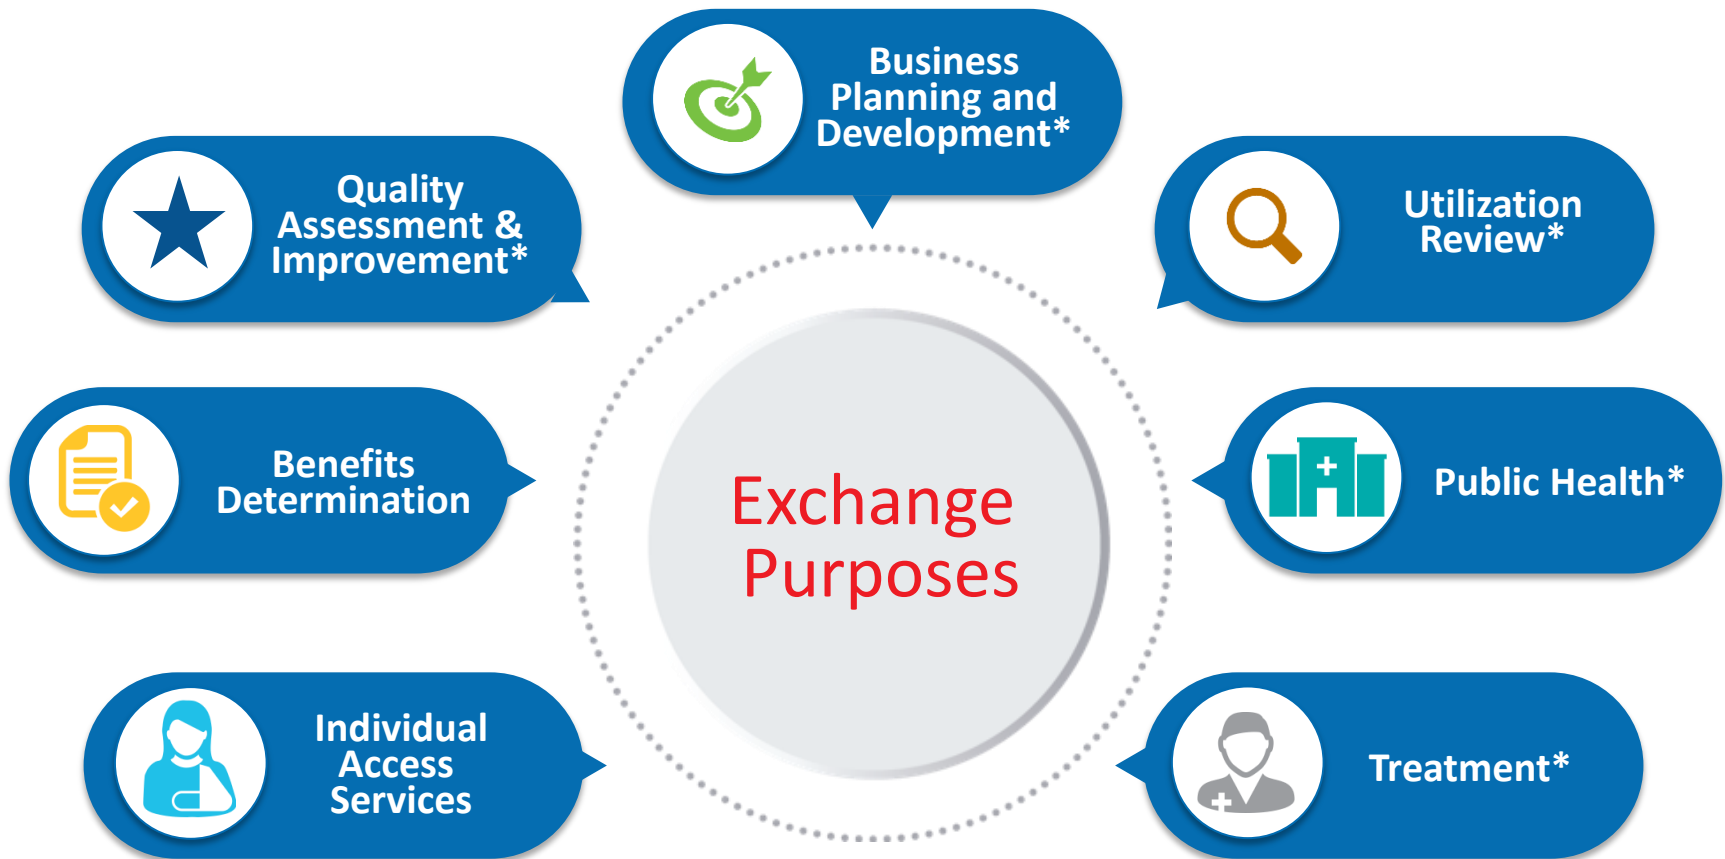 Business
Planning and
Development*
Quality
Assessment &
Improvement*
Utilization
Review*
Benefits
Determination
Public Health*
Exchange
Purposes
Individual
Access
Services
Treatment*